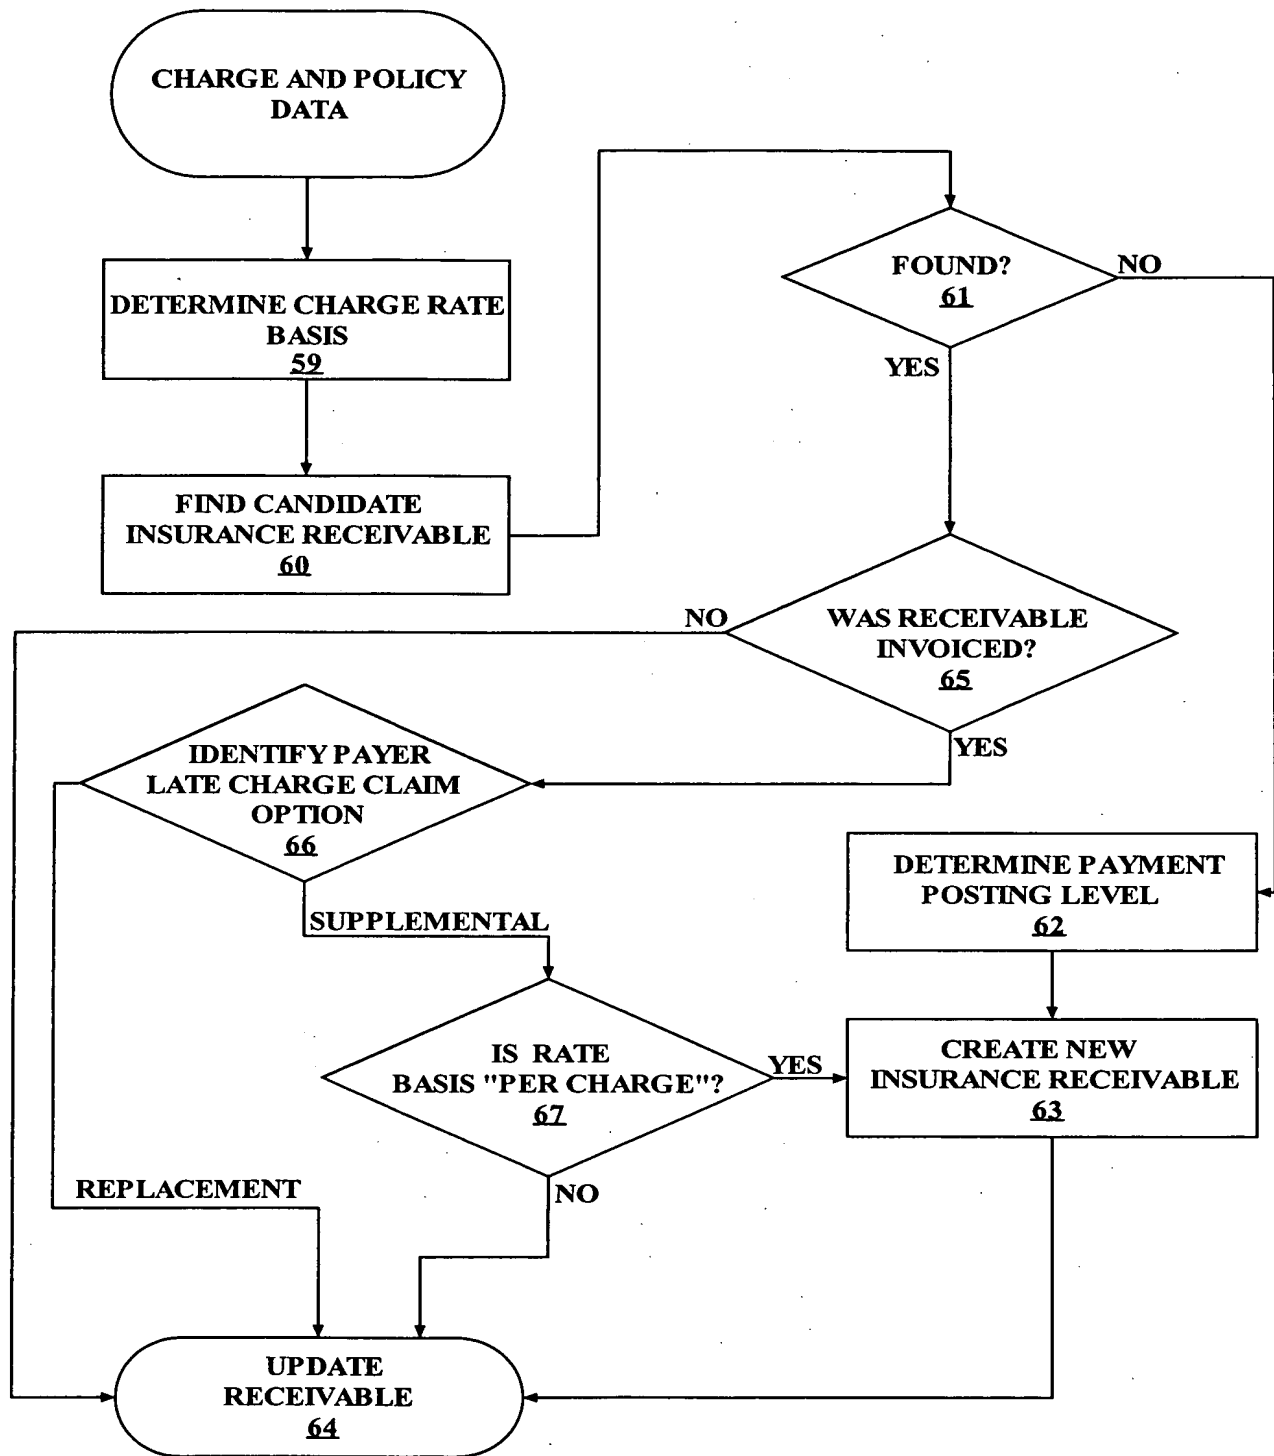 CHARGE AND POLICY
DATA
DETERMINE CHARGE RATE
BASIS
59
FIND CANDIDATE
INSURANCE RECEIVABLE
60
FOUND?
61
NO
YES
WAS RECEIVABLE
INVOICED?
65
NO
YES
IDENTIFY PAYER
LATE CHARGE CLAIM
OPTION
66
SUPPLEMENTAL
DETERMINE PAYMENT
POSTING LEVEL
62
IS RATE
BASIS "PER CHARGE"?
67
YES
CREATE NEW
INSURANCE RECEIVABLE
63
REPLACEMENT
NO
UPDATE
RECEIVABLE
64